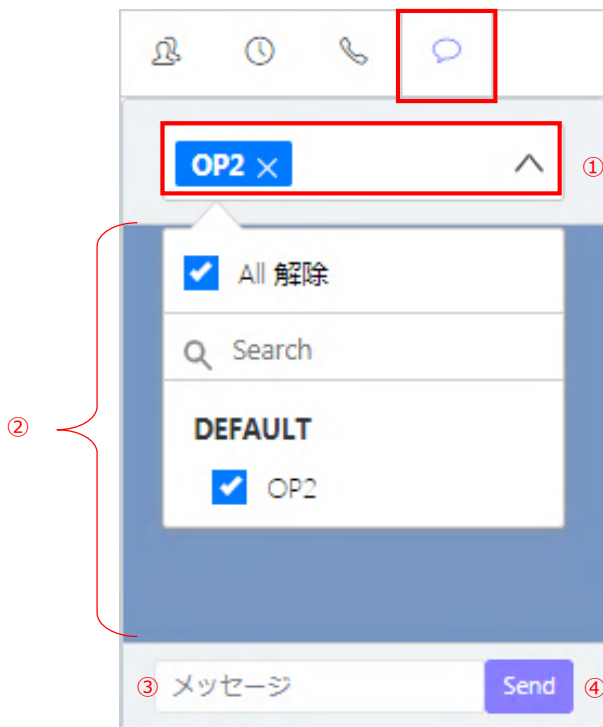 OP2 ×
①
All 解除
Search
DEFAULT
OP2
②
③ メッセージ Send ④